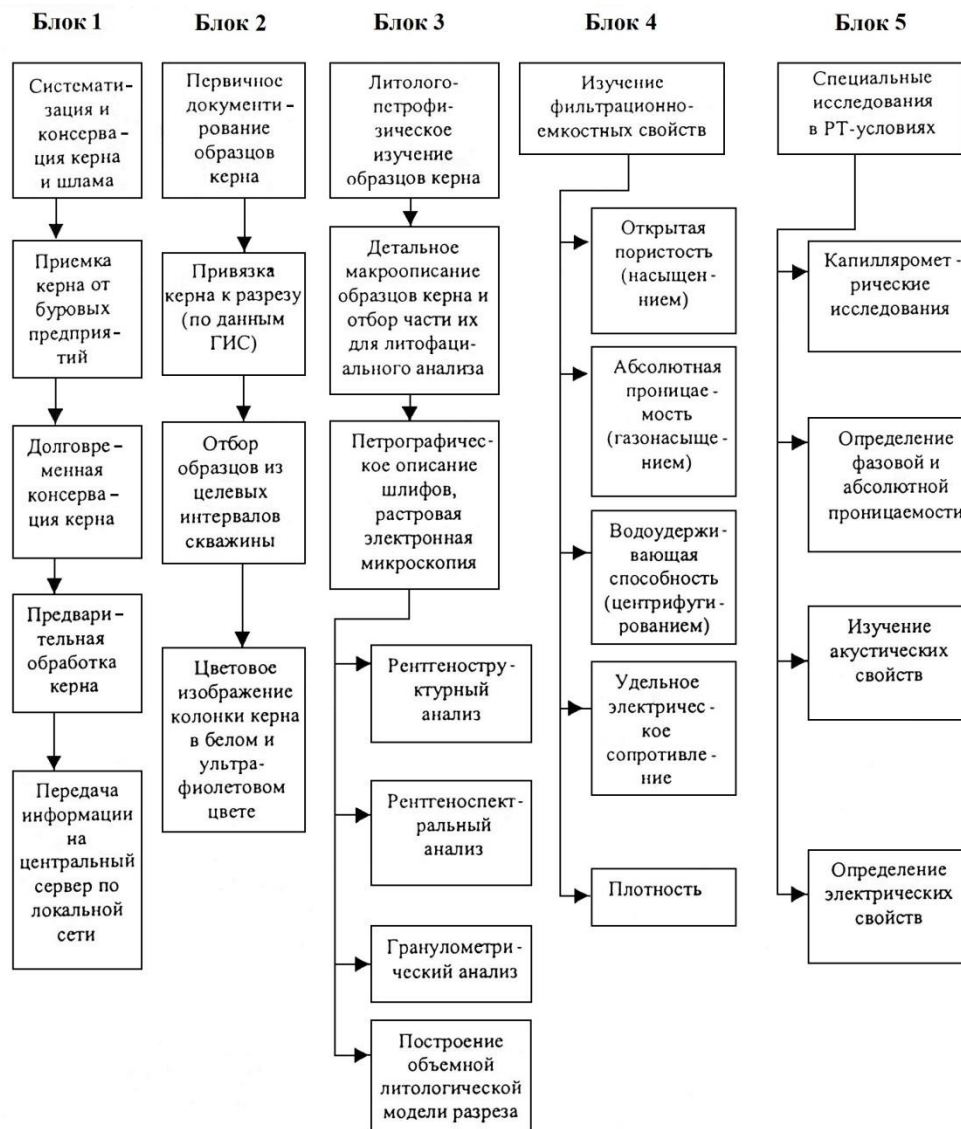 Блок 1
Системати-
зация и
консерва-
ция керна
и шлама
Приемка
керна от
буровых
предприя-
тий
Долговре-
менная
консерва-
ция керна
Предвари-
тельная
обработка
керна
Передача
информации
на
центральный
сервер по
локальной
сети
Блок 2
Первичное
документи-
рование
образцов
керна
Привязка
керна к разрезу
(по данным
ГИС)
Отбор
образцов из
целевых
интервалов
скважины
Цветовое
изображение
колонки керна
в белом и
ультра-
фиолетовом
цвете
Блок 3
Литолого-
петрофи-
зическое
изучение
образцов керна
Детальное
макроописание
образцов керна и
отбор части их
для литофаци-
ального анализа
Петрографичес-
кое описание
шлифов,
растровая
электронная
микроскопия
Рентгенострук-
турный
анализ
Рентгеноспект-
ральный
анализ
Гранулометри-
ческий анализ
Построение
объемной
литологической
модели разреза
Блок 4
Изучение
фильтрационно-
емкостных свойств
Открытая
пористость
(насыщен-
нием)
Абсолютная
проницае-
мость
(газонасыще-
нием)
Водоудержи-
вающая
способность
(центрифуги-
рованием)
Удельное
электричес-
кое
сопротивле-
ние
Плотность
Блок 5
Специальные
исследования
в PT-условиях
Капилляромет-
рические
исследования
Определение
фазовой и
абсолютной
проницаемости
Изучение
акустических
свойств
Определение
электрических
свойств